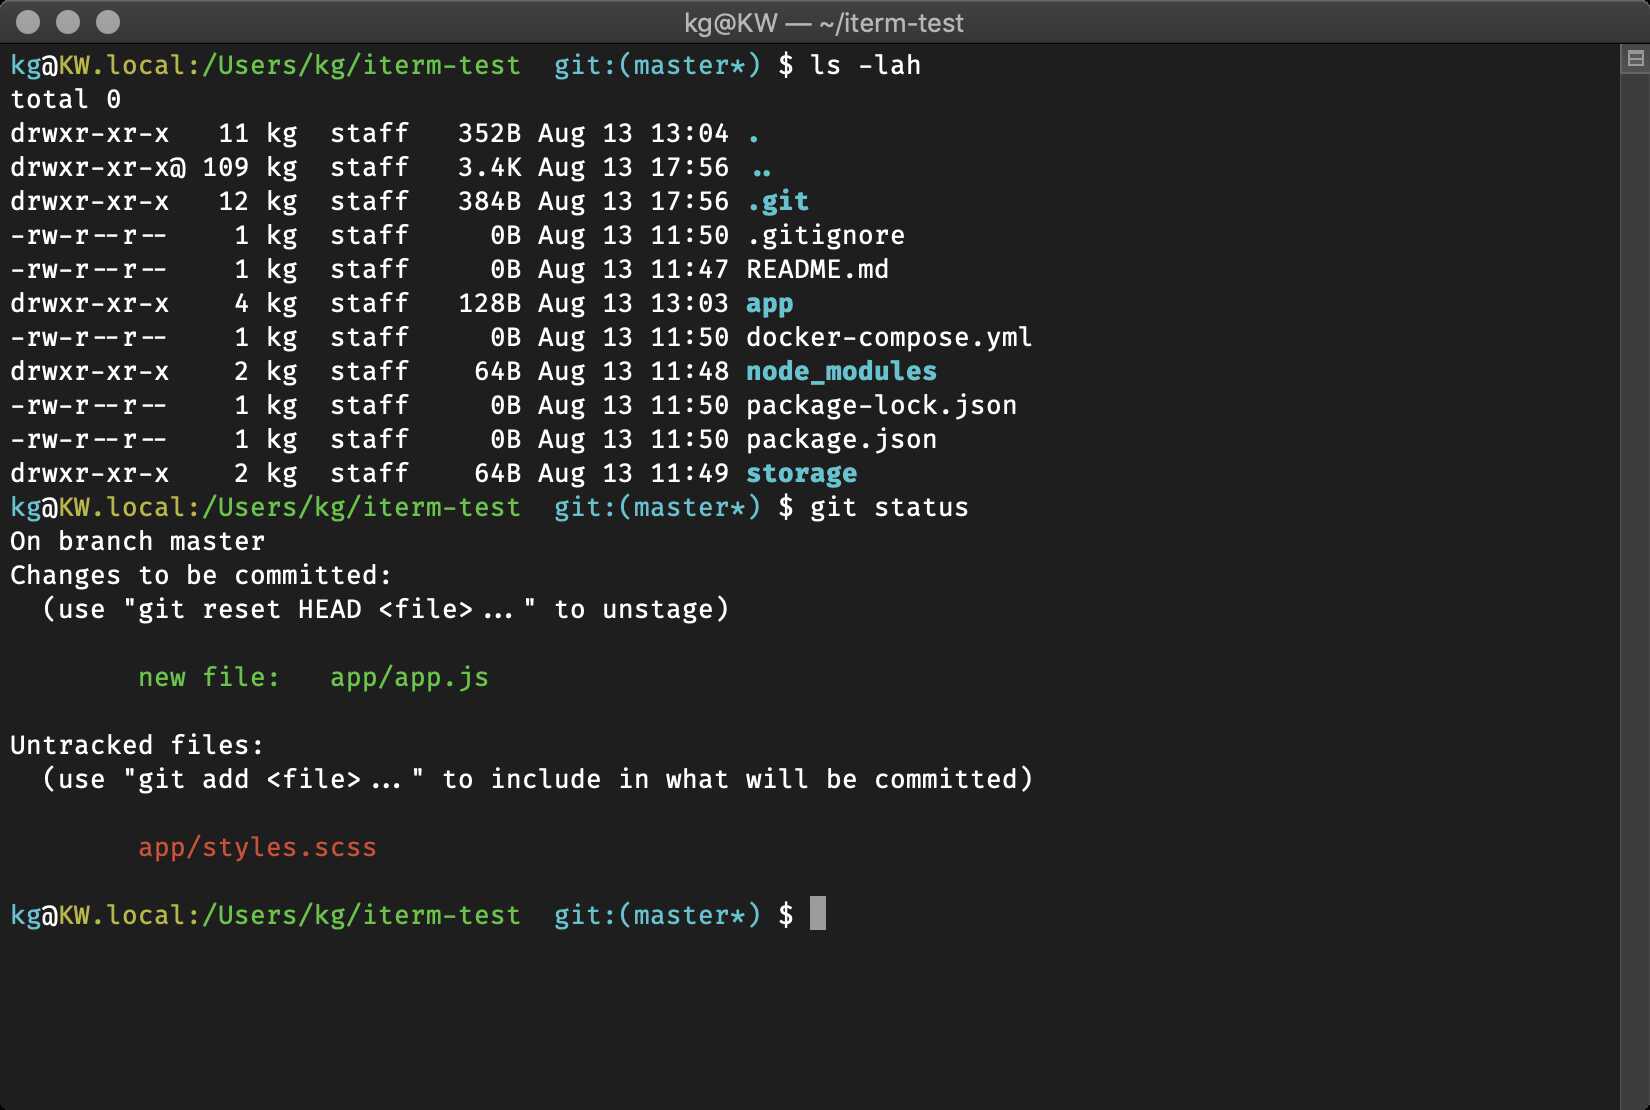 kg@KW — ~/iterm-test
kg@KW.local:/Users/kg/iterm-test  git:(master*) $ ls -lah
total 0
drwxr-xr-x   11 kg  staff   352B Aug 13 13:04 .
drwxr-xr-x@ 109 kg  staff   3.4K Aug 13 17:56 ..
drwxr-xr-x   12 kg  staff   384B Aug 13 17:56 .git
-rw-r--r--    1 kg  staff     0B Aug 13 11:50 .gitignore
-rw-r--r--    1 kg  staff     0B Aug 13 11:47 README.md
drwxr-xr-x    4 kg  staff   128B Aug 13 13:03 app
-rw-r--r--    1 kg  staff     0B Aug 13 11:50 docker-compose.yml
drwxr-xr-x    2 kg  staff    64B Aug 13 11:48 node_modules
-rw-r--r--    1 kg  staff     0B Aug 13 11:50 package-lock.json
-rw-r--r--    1 kg  staff     0B Aug 13 11:50 package.json
drwxr-xr-x    2 kg  staff    64B Aug 13 11:49 storage
kg@KW.local:/Users/kg/iterm-test  git:(master*) $ git status
On branch master
Changes to be committed:
  (use "git reset HEAD <file>..." to unstage)
        new file:   app/app.js
Untracked files:
  (use "git add <file>..." to include in what will be committed)
        app/styles.scss
kg@KW.local:/Users/kg/iterm-test  git:(master*) $